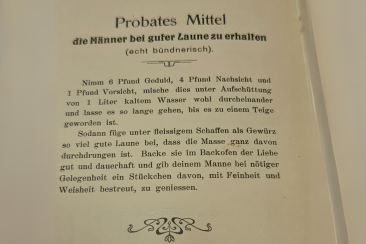 Probates Mittel
die Männer bei guter Laune zu erhalten
(echt bündnerisch).
Nimm 6 Pfund Geduld, 4 Pfund Nachsicht und
1 Pfund Vorsicht, mische dies unter Aufschüttung
von 1 Liter kaltem Wasser wohl durcheinander
und lasse es so lange gehen, bis es zu einem Teige
geworden ist.
Sodann füge unter fleissigem Schaffen als Gewürz
so viel gute Laune bei, dass die Masse ganz davon
durchdrungen ist. Backe sie im Backofen der Liebe
gut und dauerhaft und gib deinem Manne bei nötiger
Gelegenheit ein Stückchen davon, mit Feinheit und
Weisheit bestreut, zu geniessen.